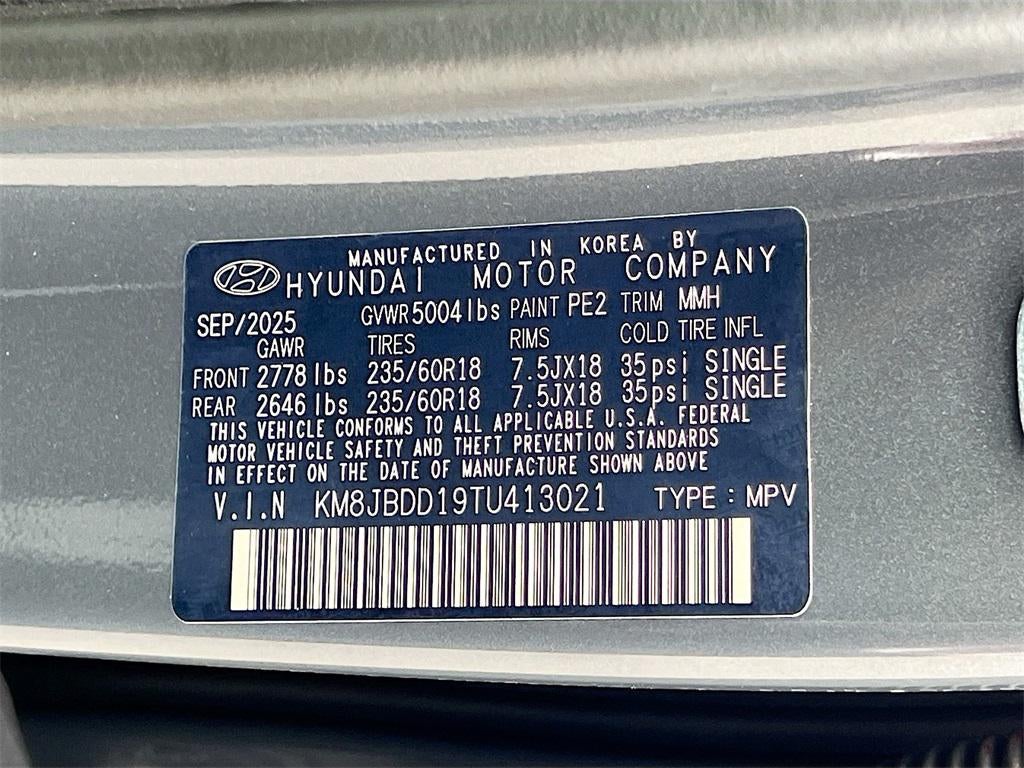 MANUFACTURED IN KOREA BY
HYUNDAI MOTOR COMPANY
SEP/2025 GVWR 5004 lbs PAINT PE2 TRIM MMH
GAWR TIRES RIMS COLD TIRE INFL
FRONT 2778 lbs 235/60R18 7.5JX18 35psi SINGLE
REAR 2646 lbs 235/60R18 7.5JX18 35psi SINGLE
THIS VEHICLE CONFORMS TO ALL APPLICABLE U.S.A. FEDERAL
MOTOR VEHICLE SAFETY AND THEFT PREVENTION STANDARDS
IN EFFECT ON THE DATE OF MANUFACTURE SHOWN ABOVE
V.I.N KM8JBDD19TU413021 TYPE : MPV